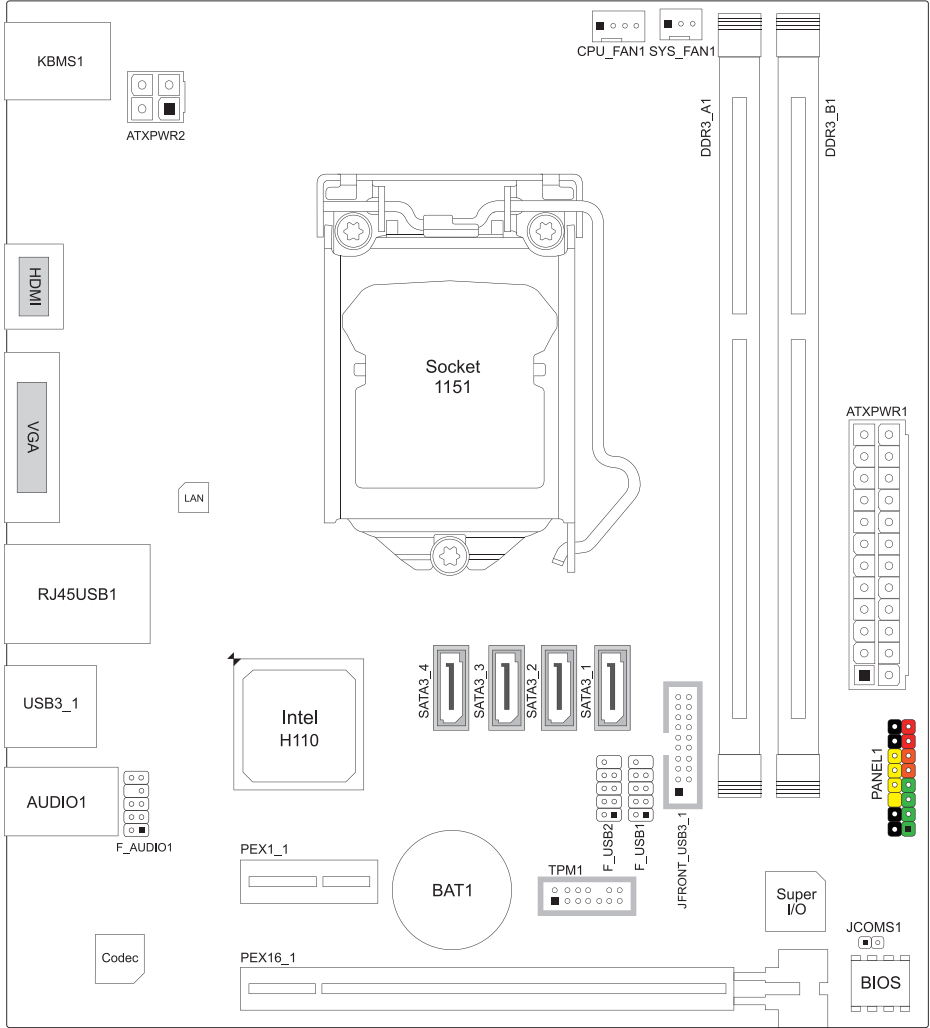 KBMS1
ATXPWR2
CPU_FAN1 SYS_FAN1
DDR3_A1
DDR3_B1
HDMI
Socket
1151
VGA
ATXPWR1
LAN
RJ45USB1
SATA3_4
SATA3_3
SATA3_2
SATA3_1
USB3_1
Intel
H110
PANEL1
AUDIO1
F_AUDIO1
F_USB2
F_USB1
JFRONT_USB3_1
PEX1_1
BAT1
TPM1
Super
I/O
JCOMS1
Codec
PEX16_1
BIOS